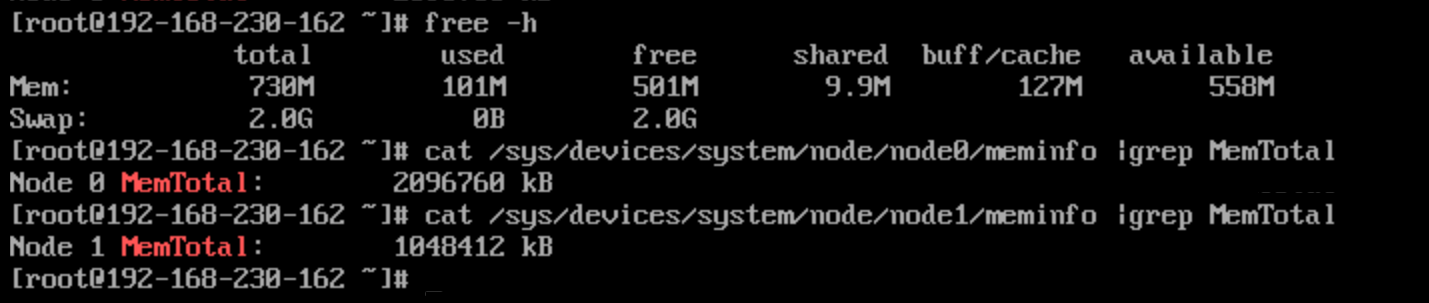 [root@192-168-230-162 ~]# free -h
total used free shared buff/cache available
Mem: 730M 101M 501M 9.9M 127M 558M
Swap: 2.0G 0B 2.0G
[root@192-168-230-162 ~]# cat /sys/devices/system/node/node0/meminfo |grep MemTotal
Node 0 MemTotal: 2096760 kB
[root@192-168-230-162 ~]# cat /sys/devices/system/node/node1/meminfo |grep MemTotal
Node 1 MemTotal: 1048412 kB
[root@192-168-230-162 ~]#